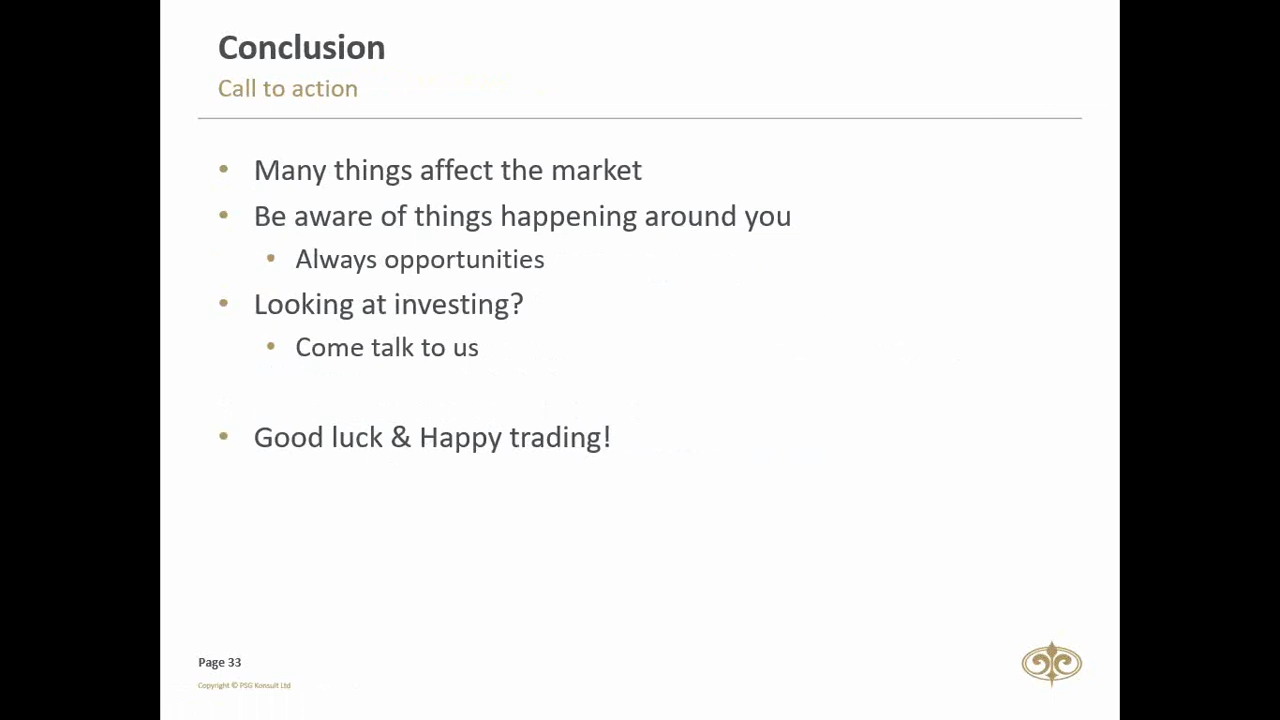 Conclusion
Call to action
• Many things affect the market
• Be aware of things happening around you
• Always opportunities
• Looking at investing?
• Come talk to us
• Good luck & Happy trading!
Page 33
Copyright © PSG Konsult Ltd